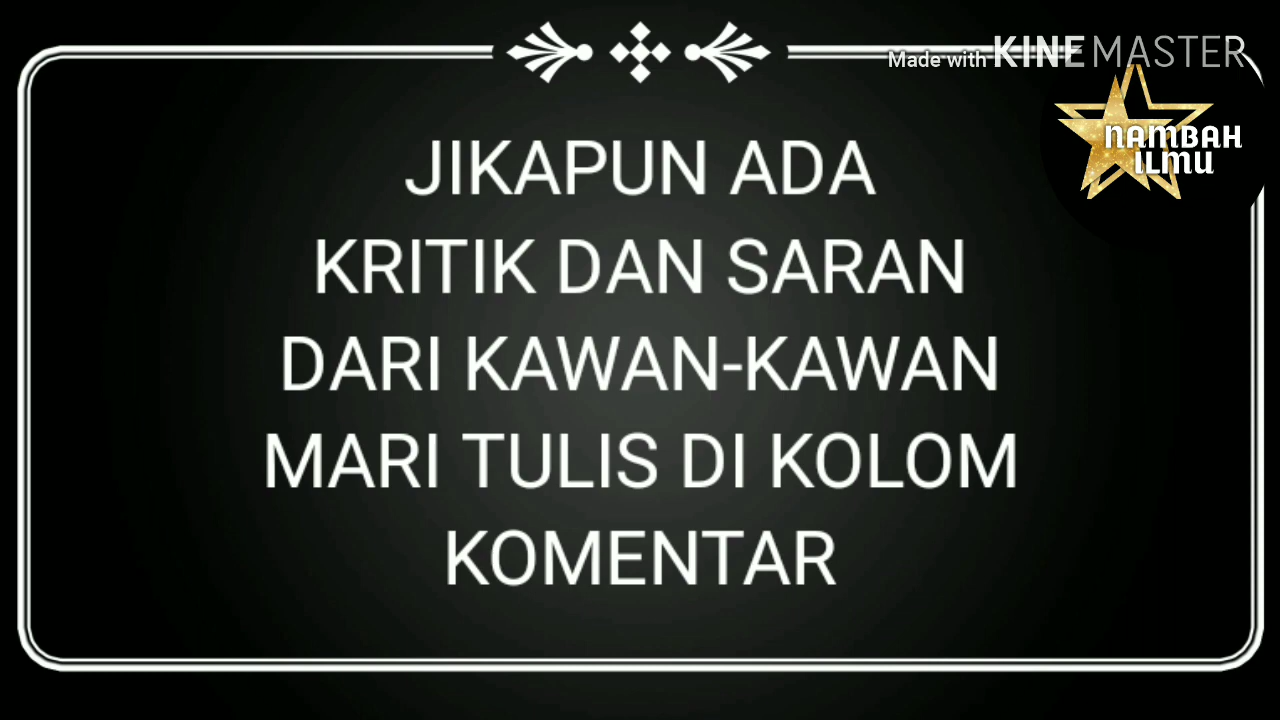 Made with KINEMASTER
NAMBAH
ILMU
JIKAPUN ADA
KRITIK DAN SARAN
DARI KAWAN-KAWAN
MARI TULIS DI KOLOM
KOMENTAR